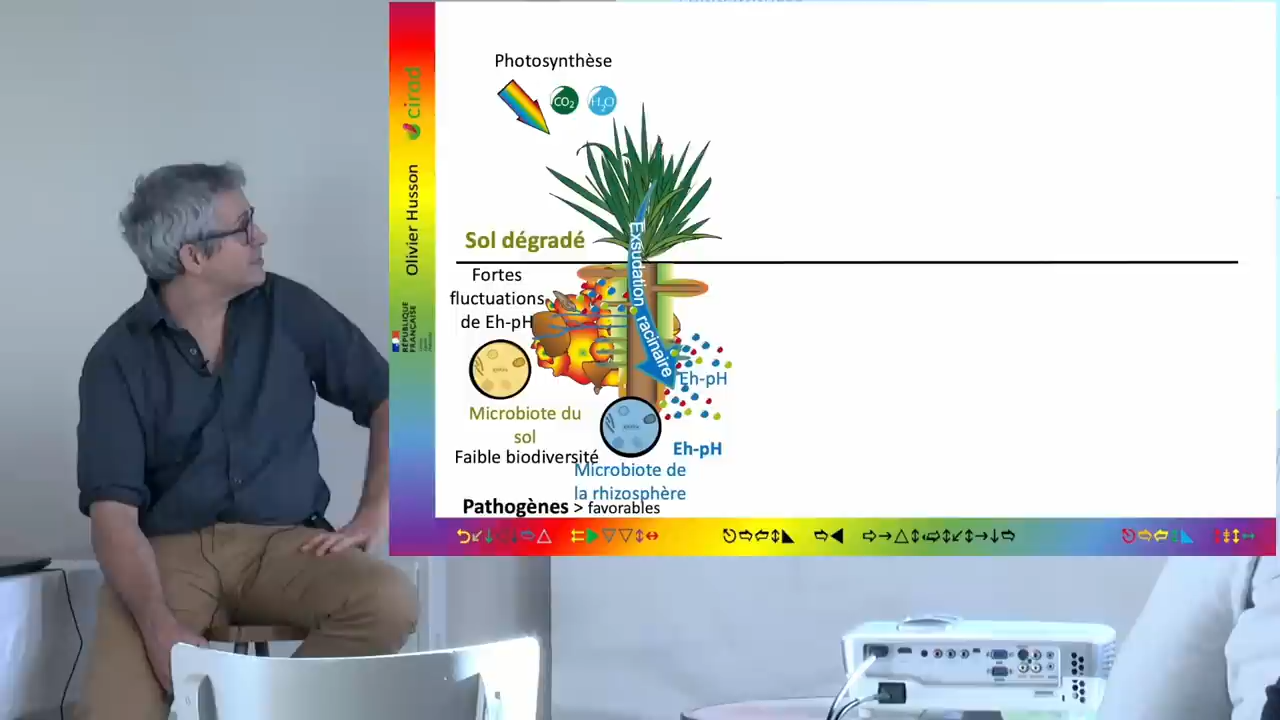 Photosynthèse
CO2
H2O
cirad
Olivier Husson
RÉPUBLIQUE
FRANÇAISE
Sol dégradé
Exsudation racinaire
Fortes
fluctuations
de Eh-pH
Eh-pH
Microbiote du
sol
Faible biodiversité
Eh-pH
Microbiote de
la rhizosphère
Pathogènes > favorables